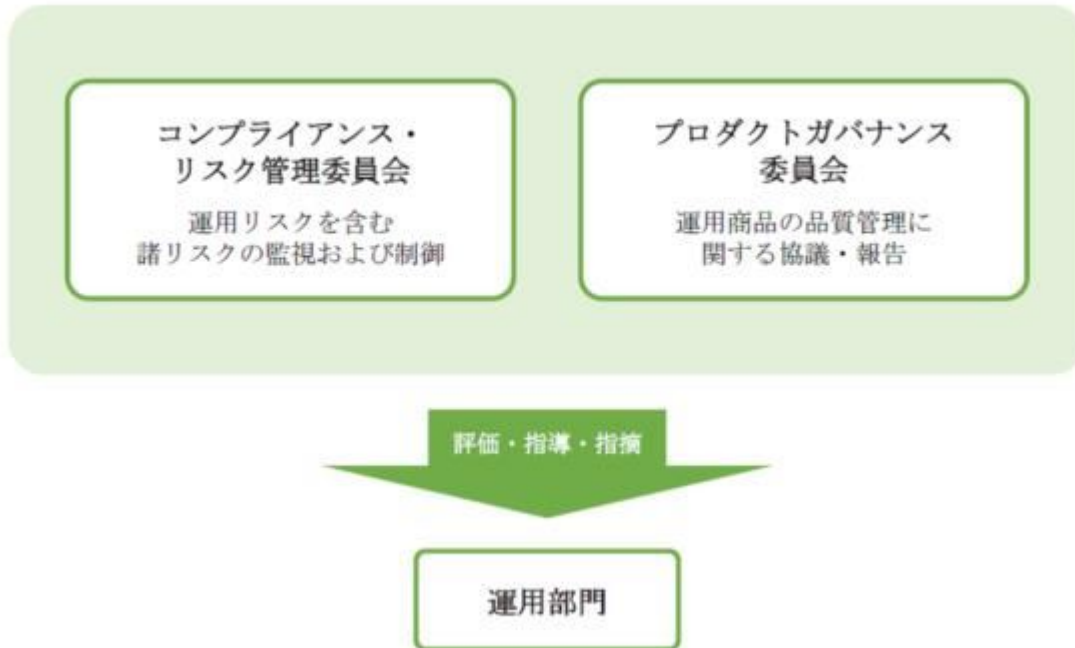 コンプライアンス・
リスク管理委員会
運用リスクを含む
諸リスクの監視および制御
プロダクトガバナンス
委員会
運用商品の品質管理に
関する協議・報告
評価・指導・指摘
運用部門